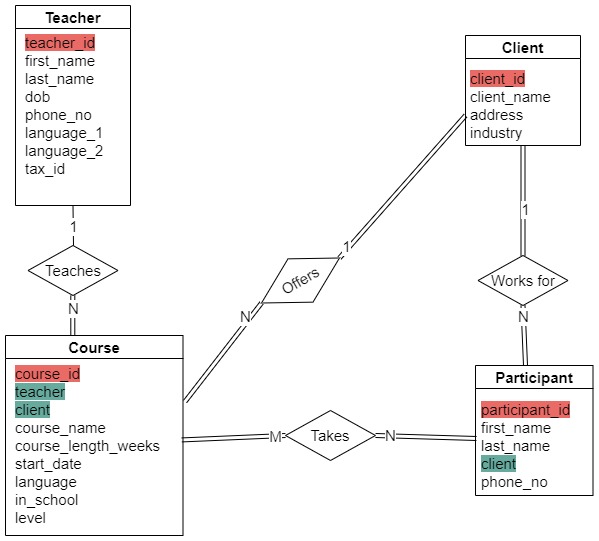 Teacher
teacher_id
first_name
last_name
dob
phone_no
language_1
language_2
tax_id
Client
client_id
client_name
address
industry
1
Teaches
N
1
Offers
N
1
Works for
N
Course
course_id
teacher
client
course_name
course_length_weeks
start_date
language
in_school
level
M
Takes
N
Participant
participant_id
first_name
last_name
client
phone_no